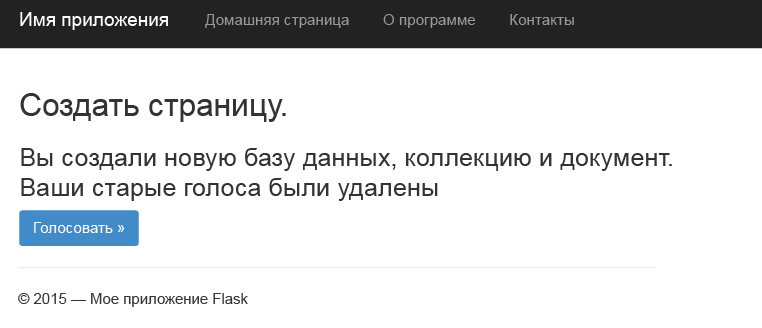 Имя приложения Домашняя страница О программе Контакты
Создать страницу.
Вы создали новую базу данных, коллекцию и документ.
Ваши старые голоса были удалены
Голосовать »
© 2015 — Мое приложение Flask